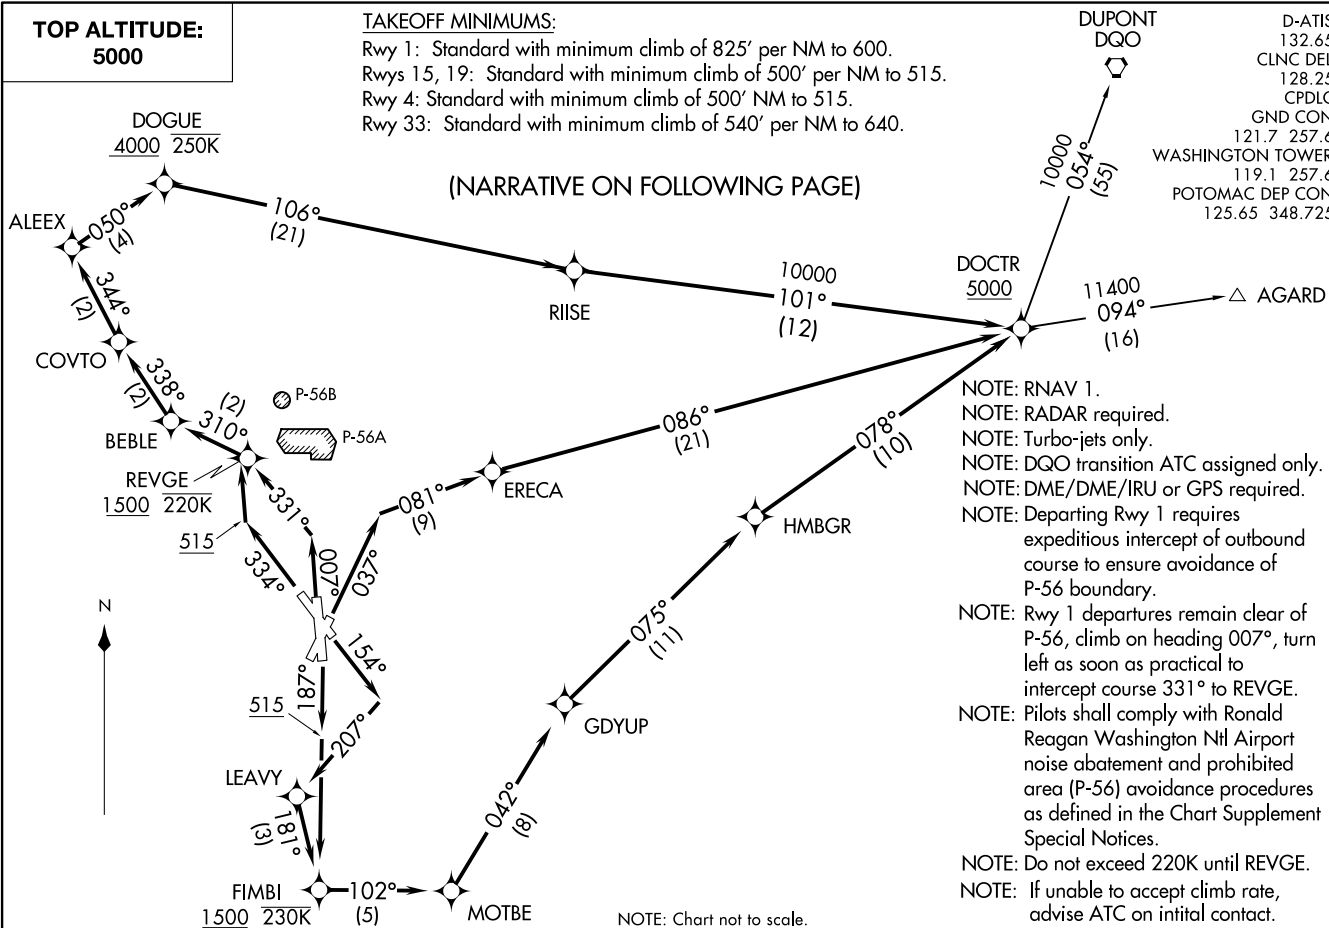 TOP ALTITUDE:
5000
TAKEOFF MINIMUMS:
Rwy 1: Standard with minimum climb of 825' per NM to 600.
Rwys 15, 19: Standard with minimum climb of 500' per NM to 515.
Rwy 4: Standard with minimum climb of 500' NM to 515.
Rwy 33: Standard with minimum climb of 540' per NM to 640.
(NARRATIVE ON FOLLOWING PAGE)
DUPONT
DQO
D-ATIS
132.65
CLNC DEL
128.25
CPDLC
GND CON
121.7 257.6
WASHINGTON TOWER
119.1 257.6
POTOMAC DEP CON
125.65 348.725
10000
054°
(55)
DOGUE
4000 250K
ALEEX
050°
(4)
106°
(21)
RIISE
10000
101°
(12)
DOCTR
5000
11400
094°
(16)
AGARD
344°
(2)
COVTO
338°
(2)
BEBLE
(2)
310°
P-56B
P-56A
REVGE
1500 220K
515
334°
331°
007°
037°
081°
(9)
ERECA
086°
(21)
078°
(10)
HMBGR
075°
(11)
GDYUP
154°
187°
515
207°
LEAVY
181°
(3)
FIMBI
1500 230K
102°
(5)
MOTBE
042°
(8)
N
NOTE: RNAV 1.
NOTE: RADAR required.
NOTE: Turbo-jets only.
NOTE: DQO transition ATC assigned only.
NOTE: DME/DME/IRU or GPS required.
NOTE: Departing Rwy 1 requires
expeditious intercept of outbound
course to ensure avoidance of
P-56 boundary.
NOTE: Rwy 1 departures remain clear of
P-56, climb on heading 007°, turn
left as soon as practical to
intercept course 331° to REVGE.
NOTE: Pilots shall comply with Ronald
Reagan Washington Ntl Airport
noise abatement and prohibited
area (P-56) avoidance procedures
as defined in the Chart Supplement
Special Notices.
NOTE: Do not exceed 220K until REVGE.
NOTE: If unable to accept climb rate,
advise ATC on intital contact.
NOTE: Chart not to scale.